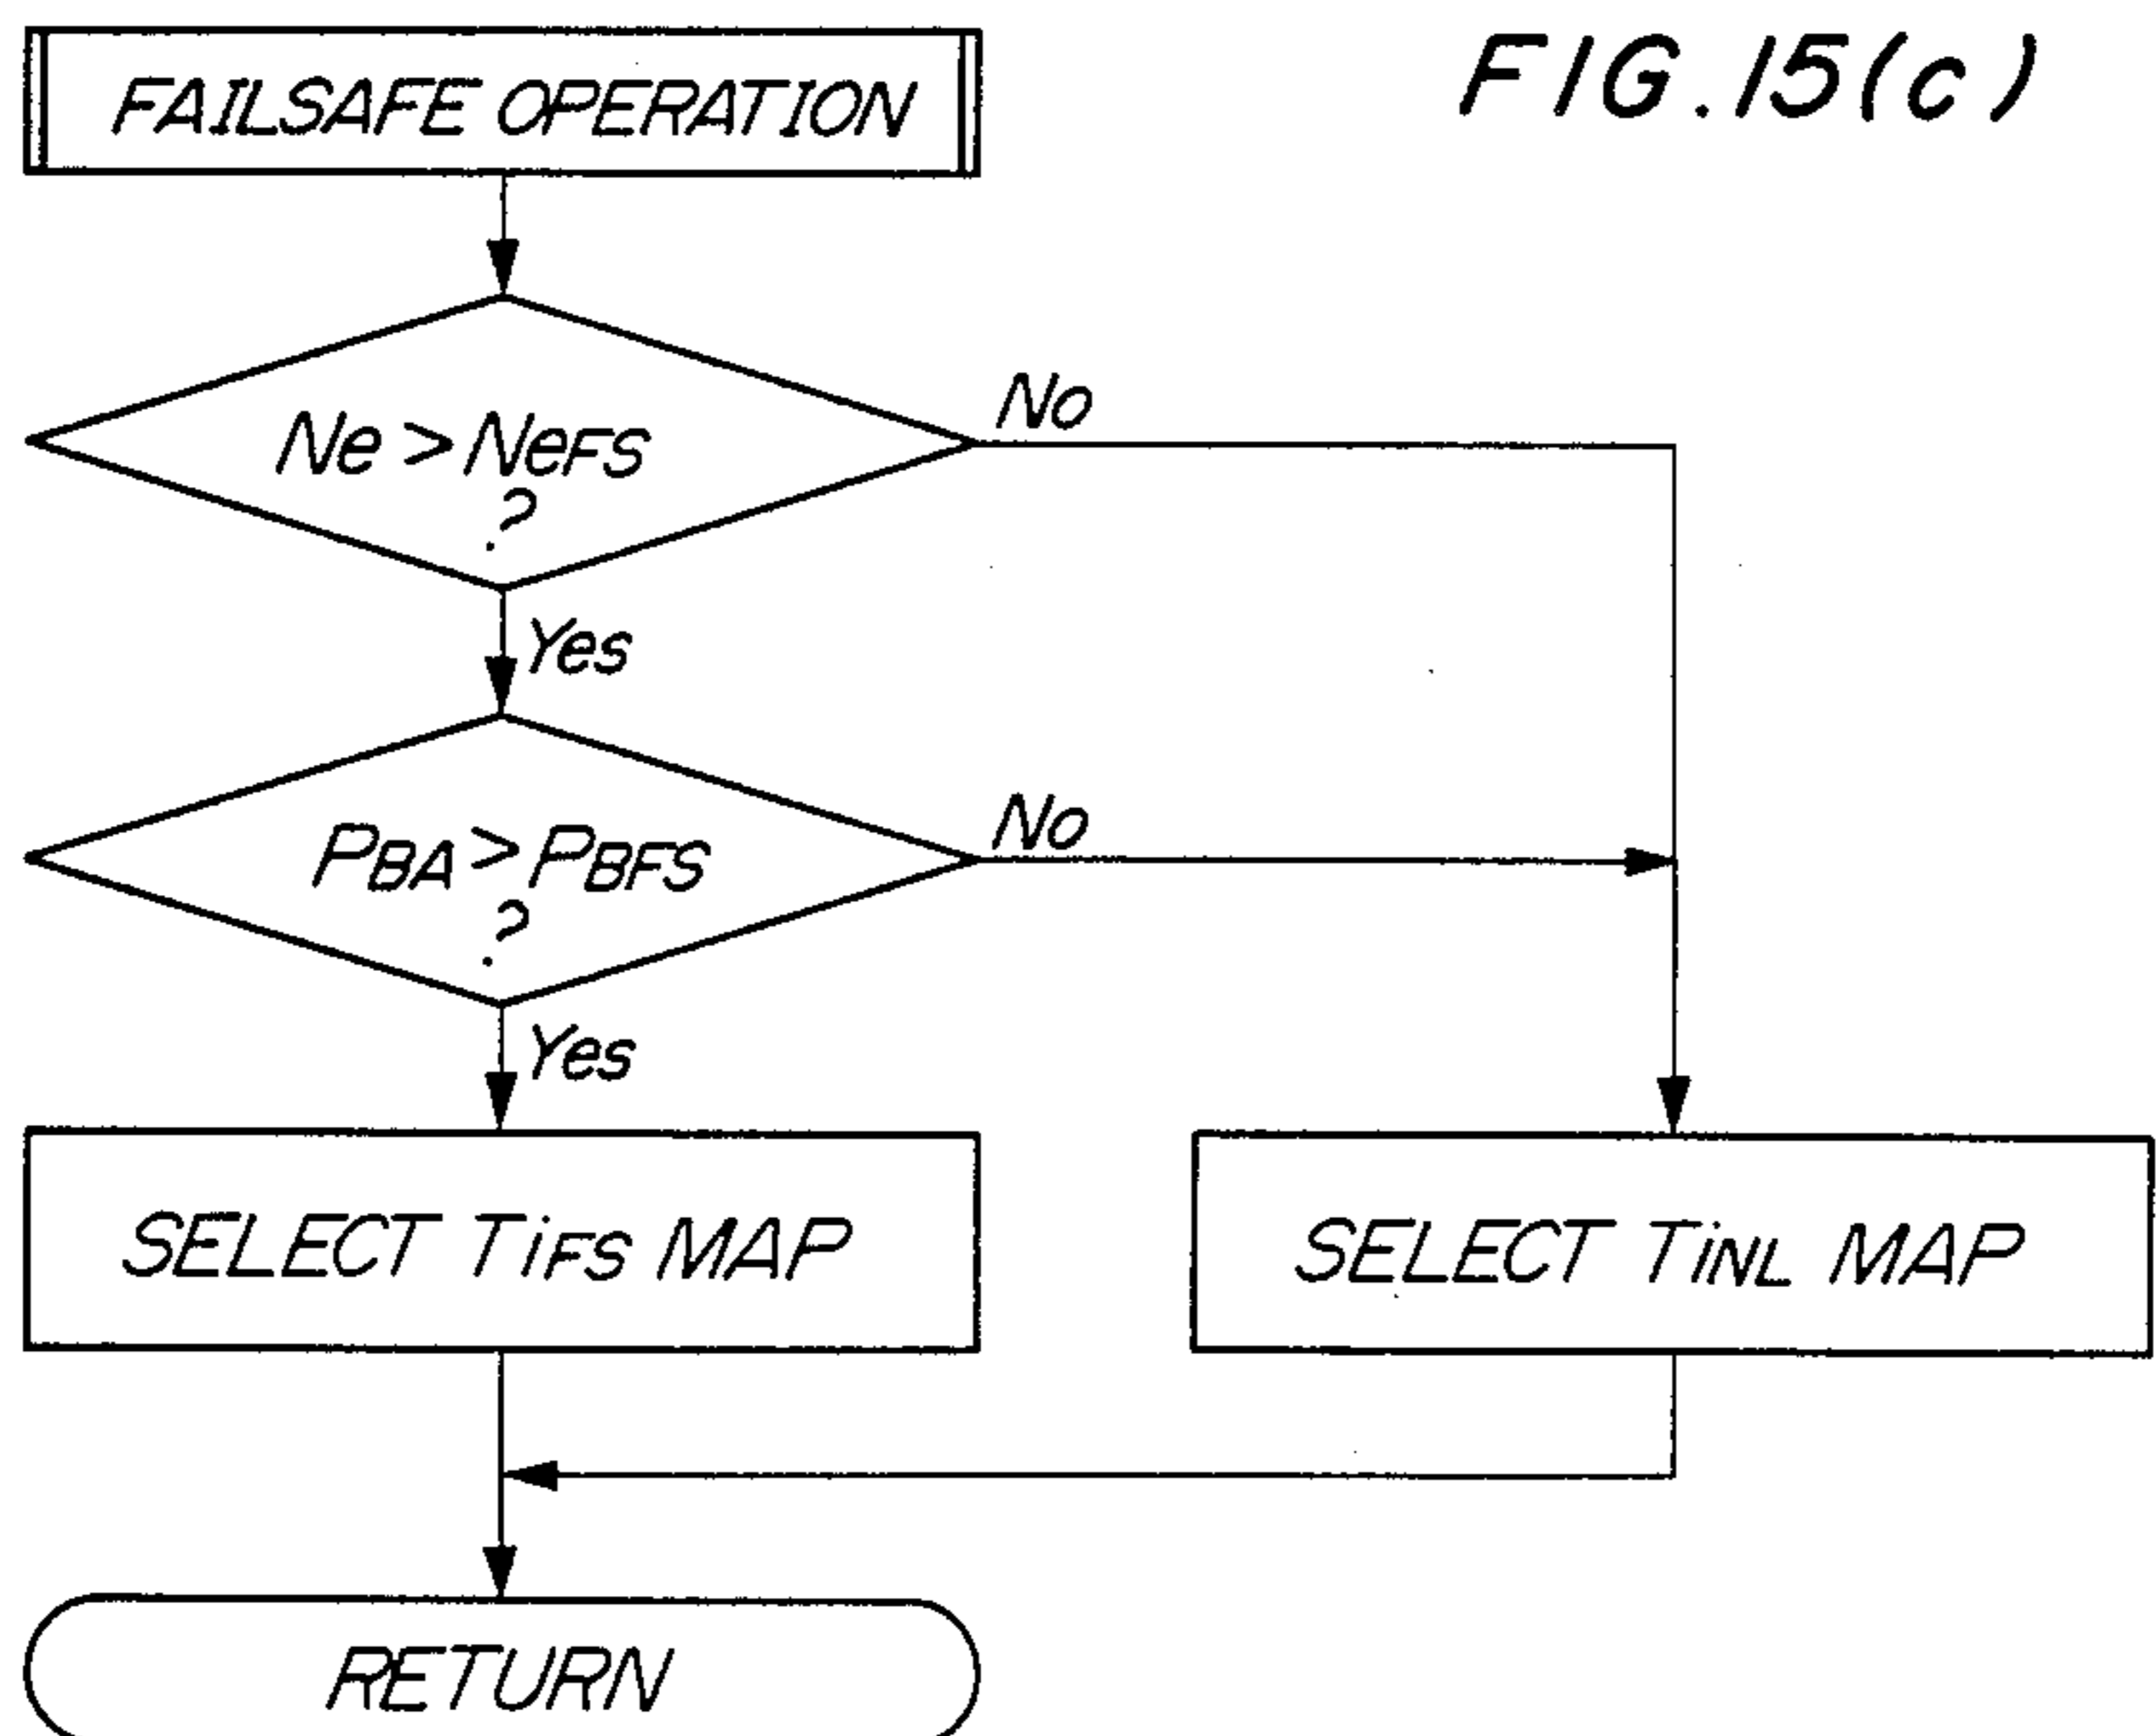 FIG. 15(c)
FAILSAFE OPERATION
Ne > NeFS
?
No
Yes
PBA > PBFS
?
No
Yes
SELECT TiFS MAP
SELECT TiNL MAP
RETURN